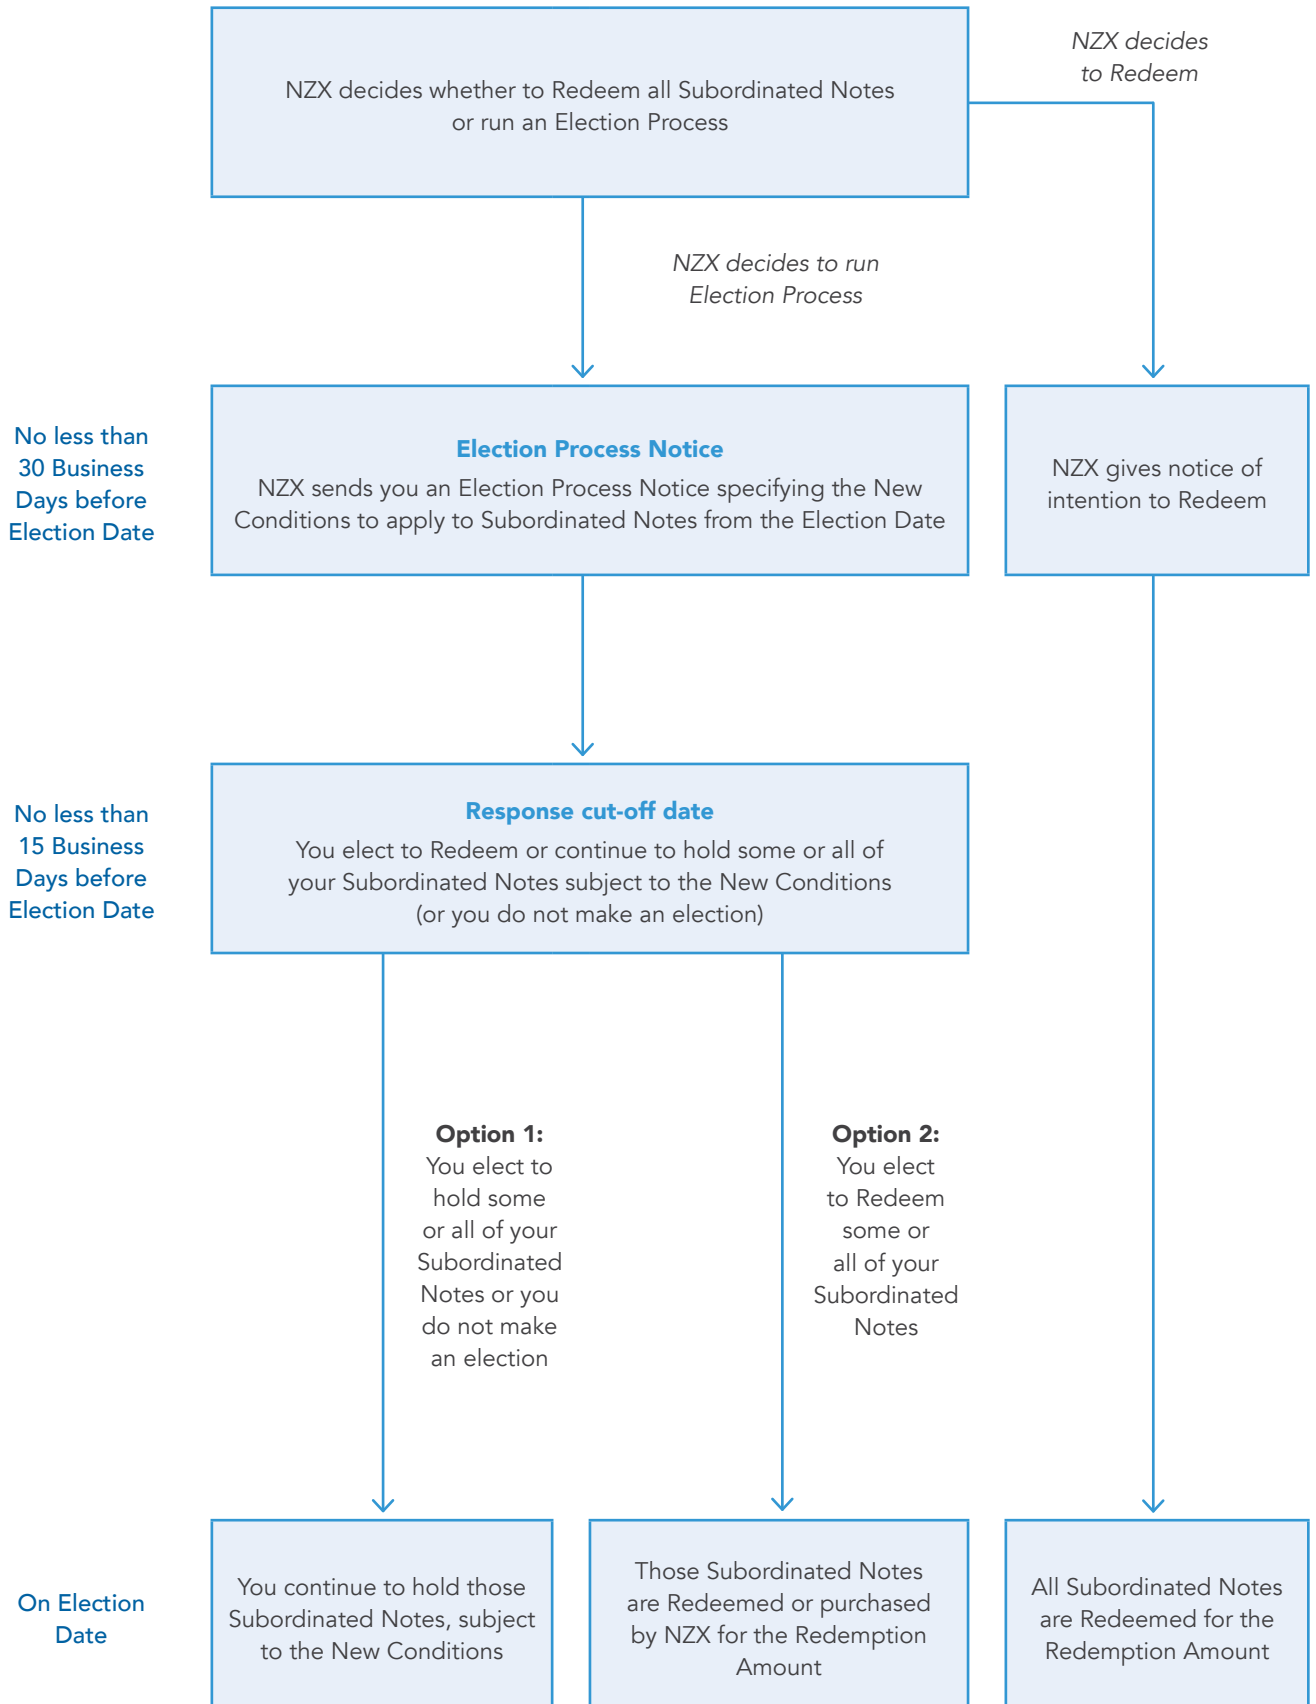 NZX decides whether to Redeem all Subordinated Notes
or run an Election Process
NZX decides
to Redeem
NZX decides to run
Election Process
No less than
30 Business
Days before
Election Date
Election Process Notice
NZX sends you an Election Process Notice specifying the New
Conditions to apply to Subordinated Notes from the Election Date
NZX gives notice of
intention to Redeem
No less than
15 Business
Days before
Election Date
Response cut-off date
You elect to Redeem or continue to hold some or all of
your Subordinated Notes subject to the New Conditions
(or you do not make an election)
Option 1:
You elect to
hold some
or all of your
Subordinated
Notes or you
do not make
an election
Option 2:
You elect
to Redeem
some or
all of your
Subordinated
Notes
On Election
Date
You continue to hold those
Subordinated Notes, subject
to the New Conditions
Those Subordinated Notes
are Redeemed or purchased
by NZX for the Redemption
Amount
All Subordinated Notes
are Redeemed for the
Redemption Amount